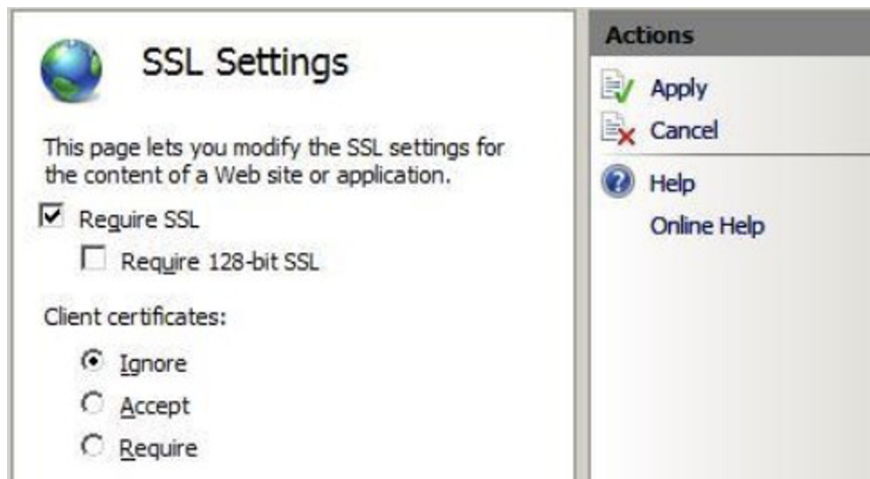 SSL Settings
This page lets you modify the SSL settings for
the content of a Web site or application.
Require SSL
Require 128-bit SSL
Client certificates:
Ignore
Accept
Require
Actions
Apply
Cancel
Help
Online Help